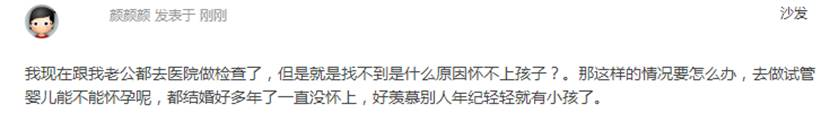 颜颜颜 发表于 刚刚 沙发
我现在跟我老公都去医院做检查了，但是就是找不到是什么原因怀不上孩子？。那这样的情况要怎么办，去做试管
婴儿能不能怀孕呢，都结婚好多年了一直没怀上，好羡慕别人年纪轻轻就有小孩了。